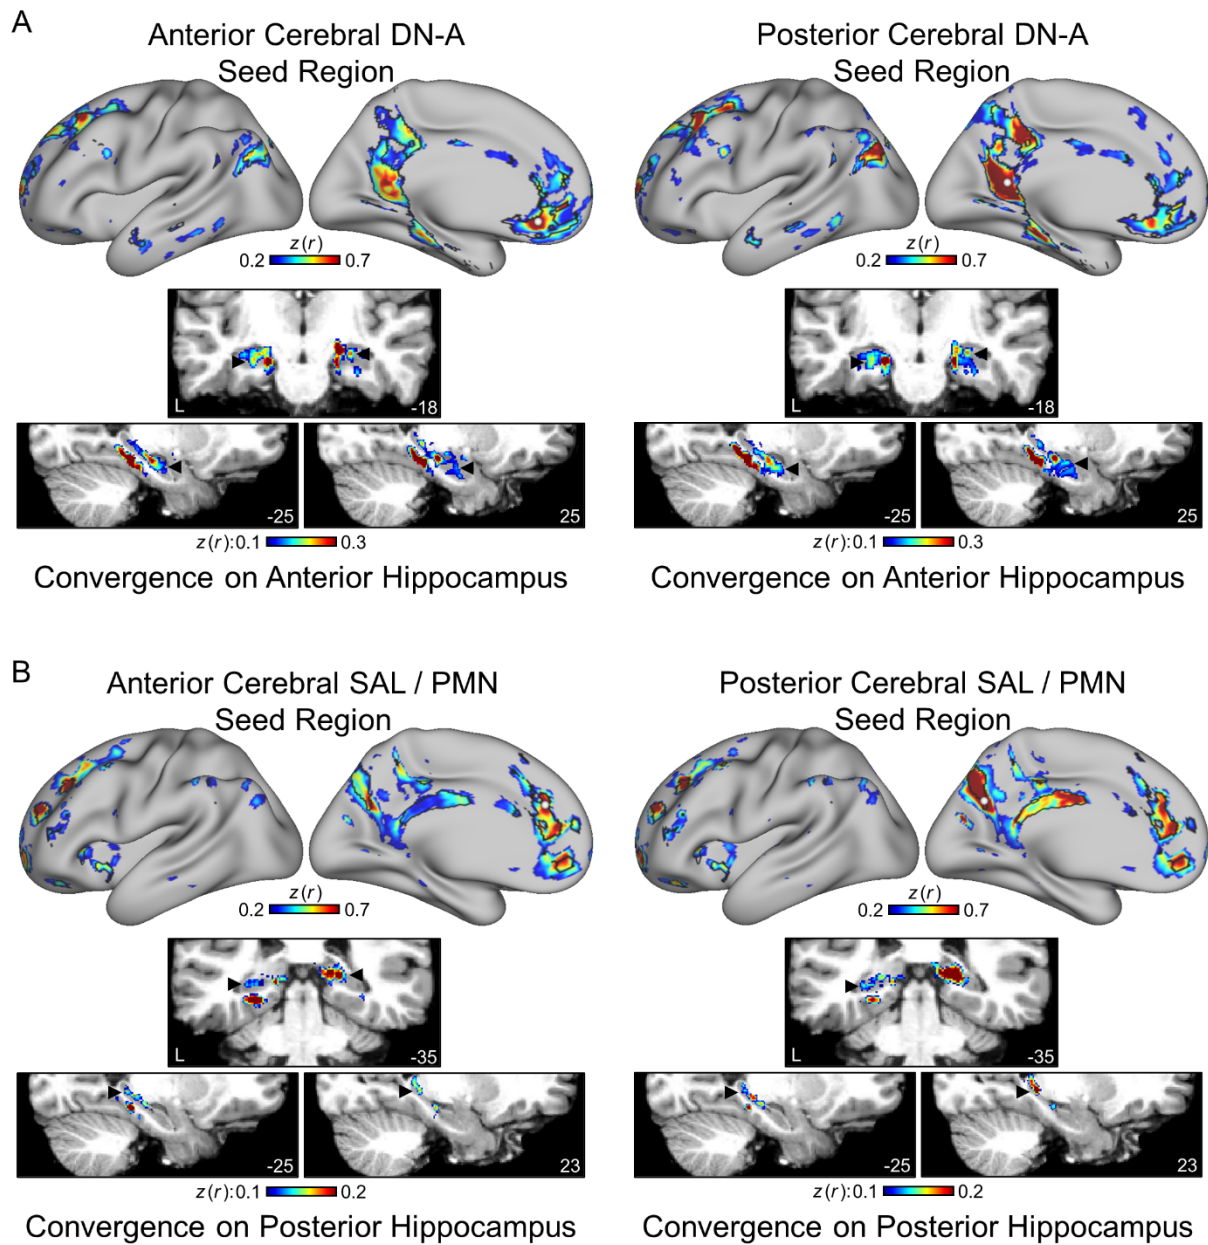 A
Anterior Cerebral DN-A
Seed Region
z(r)
0.2 0.7
L -18
-25 25
z(r): 0.1 0.3
Convergence on Anterior Hippocampus
Posterior Cerebral DN-A
Seed Region
z(r)
0.2 0.7
L -18
-25 25
z(r): 0.1 0.3
Convergence on Anterior Hippocampus
B
Anterior Cerebral SAL / PMN
Seed Region
z(r)
0.2 0.7
L -35
-25 23
z(r): 0.1 0.2
Convergence on Posterior Hippocampus
Posterior Cerebral SAL / PMN
Seed Region
z(r)
0.2 0.7
L -35
-25 23
z(r): 0.1 0.2
Convergence on Posterior Hippocampus